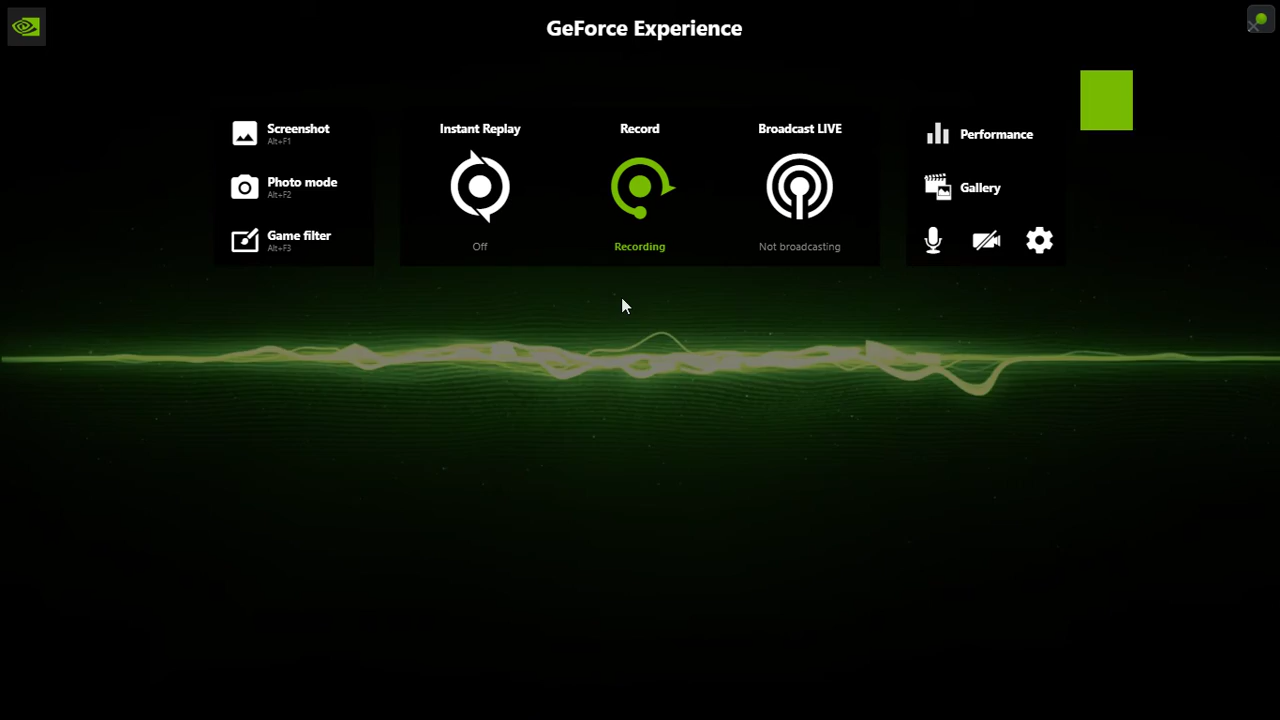 GeForce Experience
Screenshot
Alt+F1
Photo mode
Alt+F2
Game filter
Alt+F3
Instant Replay
Off
Record
Recording
Broadcast LIVE
Not broadcasting
Performance
Gallery